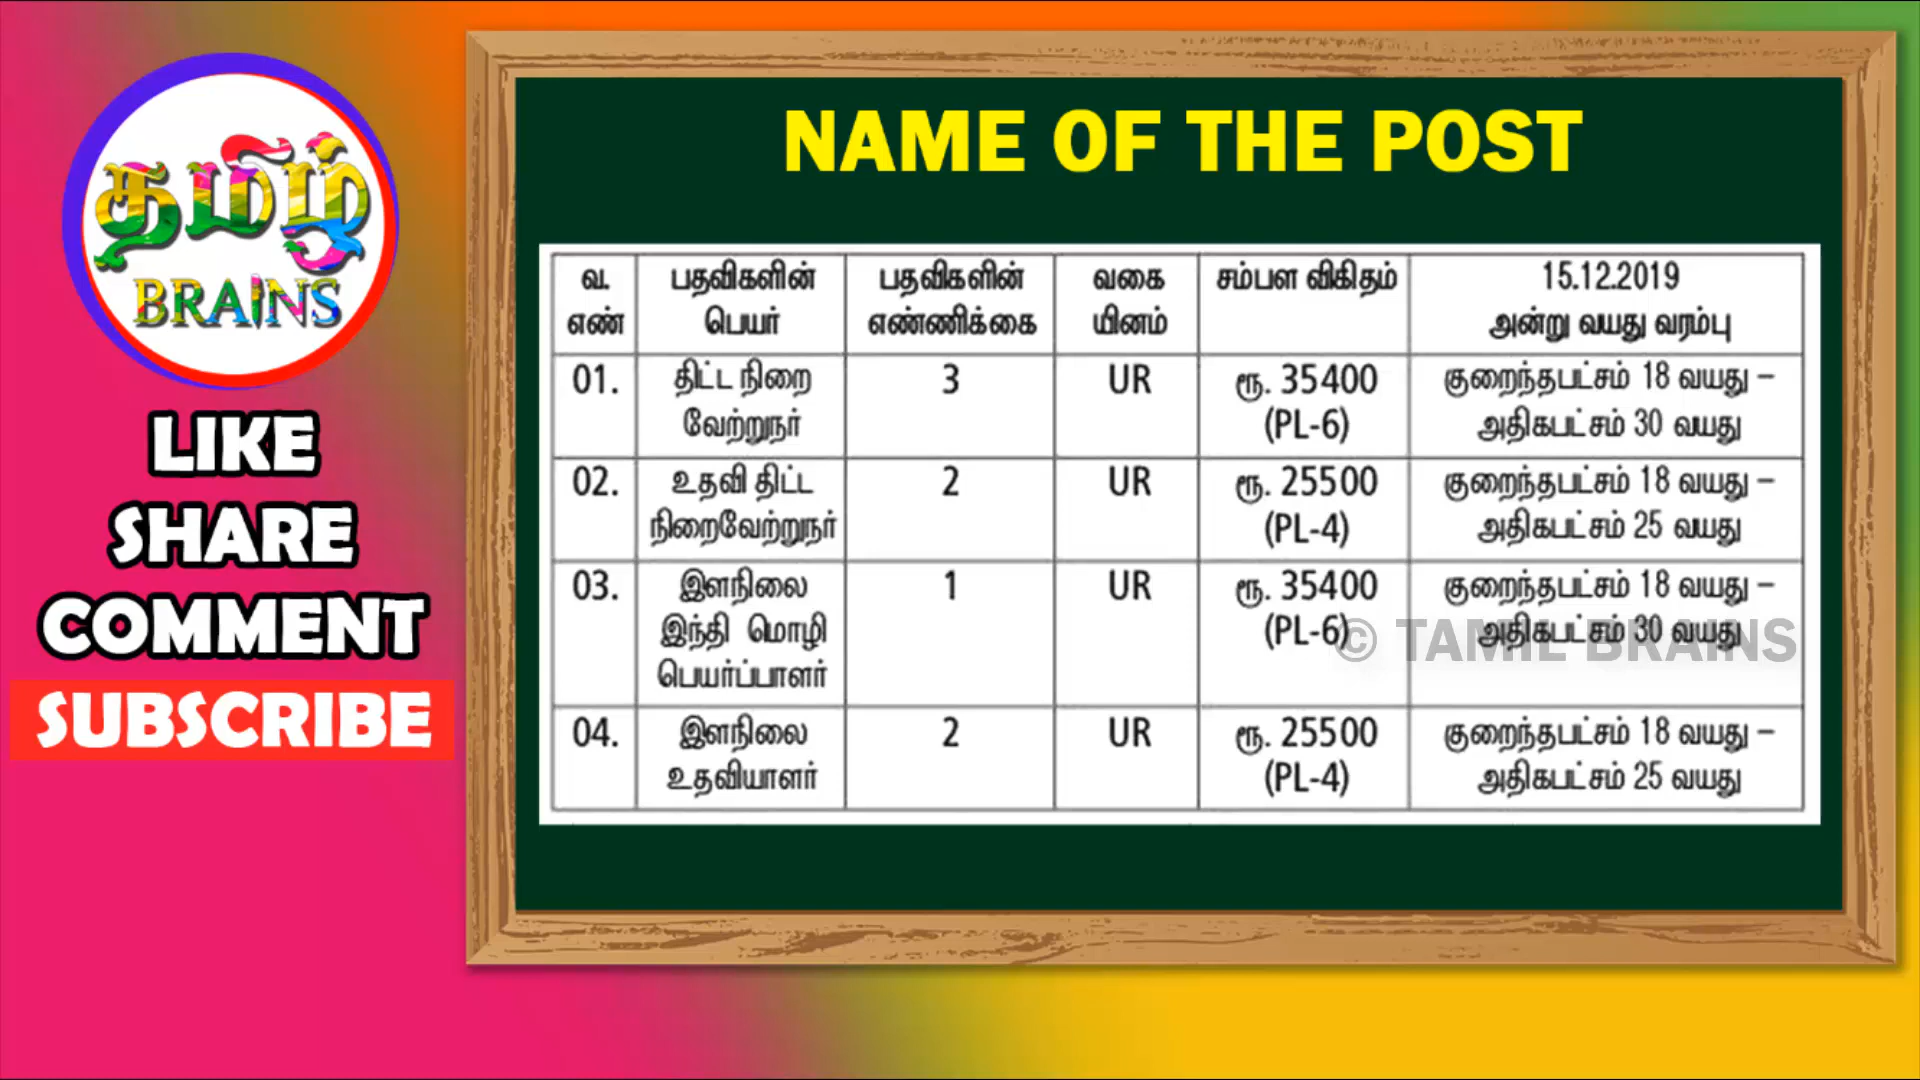 தமிழ்
BRAINS
LIKE
SHARE
COMMENT
SUBSCRIBE
NAME OF THE POST
வ. எண் பதவிகளின் பெயர் பதவிகளின் எண்ணிக்கை வகை யினம் சம்பள விகிதம் 15.12.2019 அன்று வயது வரம்பு
01. திட்ட நிறை வேற்றுநர் 3 UR ரூ. 35400 (PL-6) குறைந்தபட்சம் 18 வயது – அதிகபட்சம் 30 வயது
02. உதவி திட்ட நிறைவேற்றுநர் 2 UR ரூ. 25500 (PL-4) குறைந்தபட்சம் 18 வயது – அதிகபட்சம் 25 வயது
03. இளநிலை இந்தி மொழி பெயர்ப்பாளர் 1 UR ரூ. 35400 (PL-6) குறைந்தபட்சம் 18 வயது – அதிகபட்சம் 30 வயது
© TAMIL BRAINS
04. இளநிலை உதவியாளர் 2 UR ரூ. 25500 (PL-4) குறைந்தபட்சம் 18 வயது – அதிகபட்சம் 25 வயது